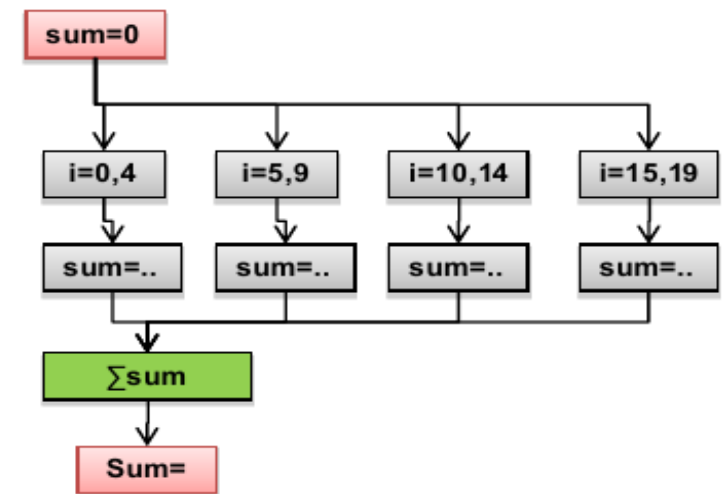 sum=0
i=0,4
i=5,9
i=10,14
i=15,19
sum=..
sum=..
sum=..
sum=..
∑sum
Sum=